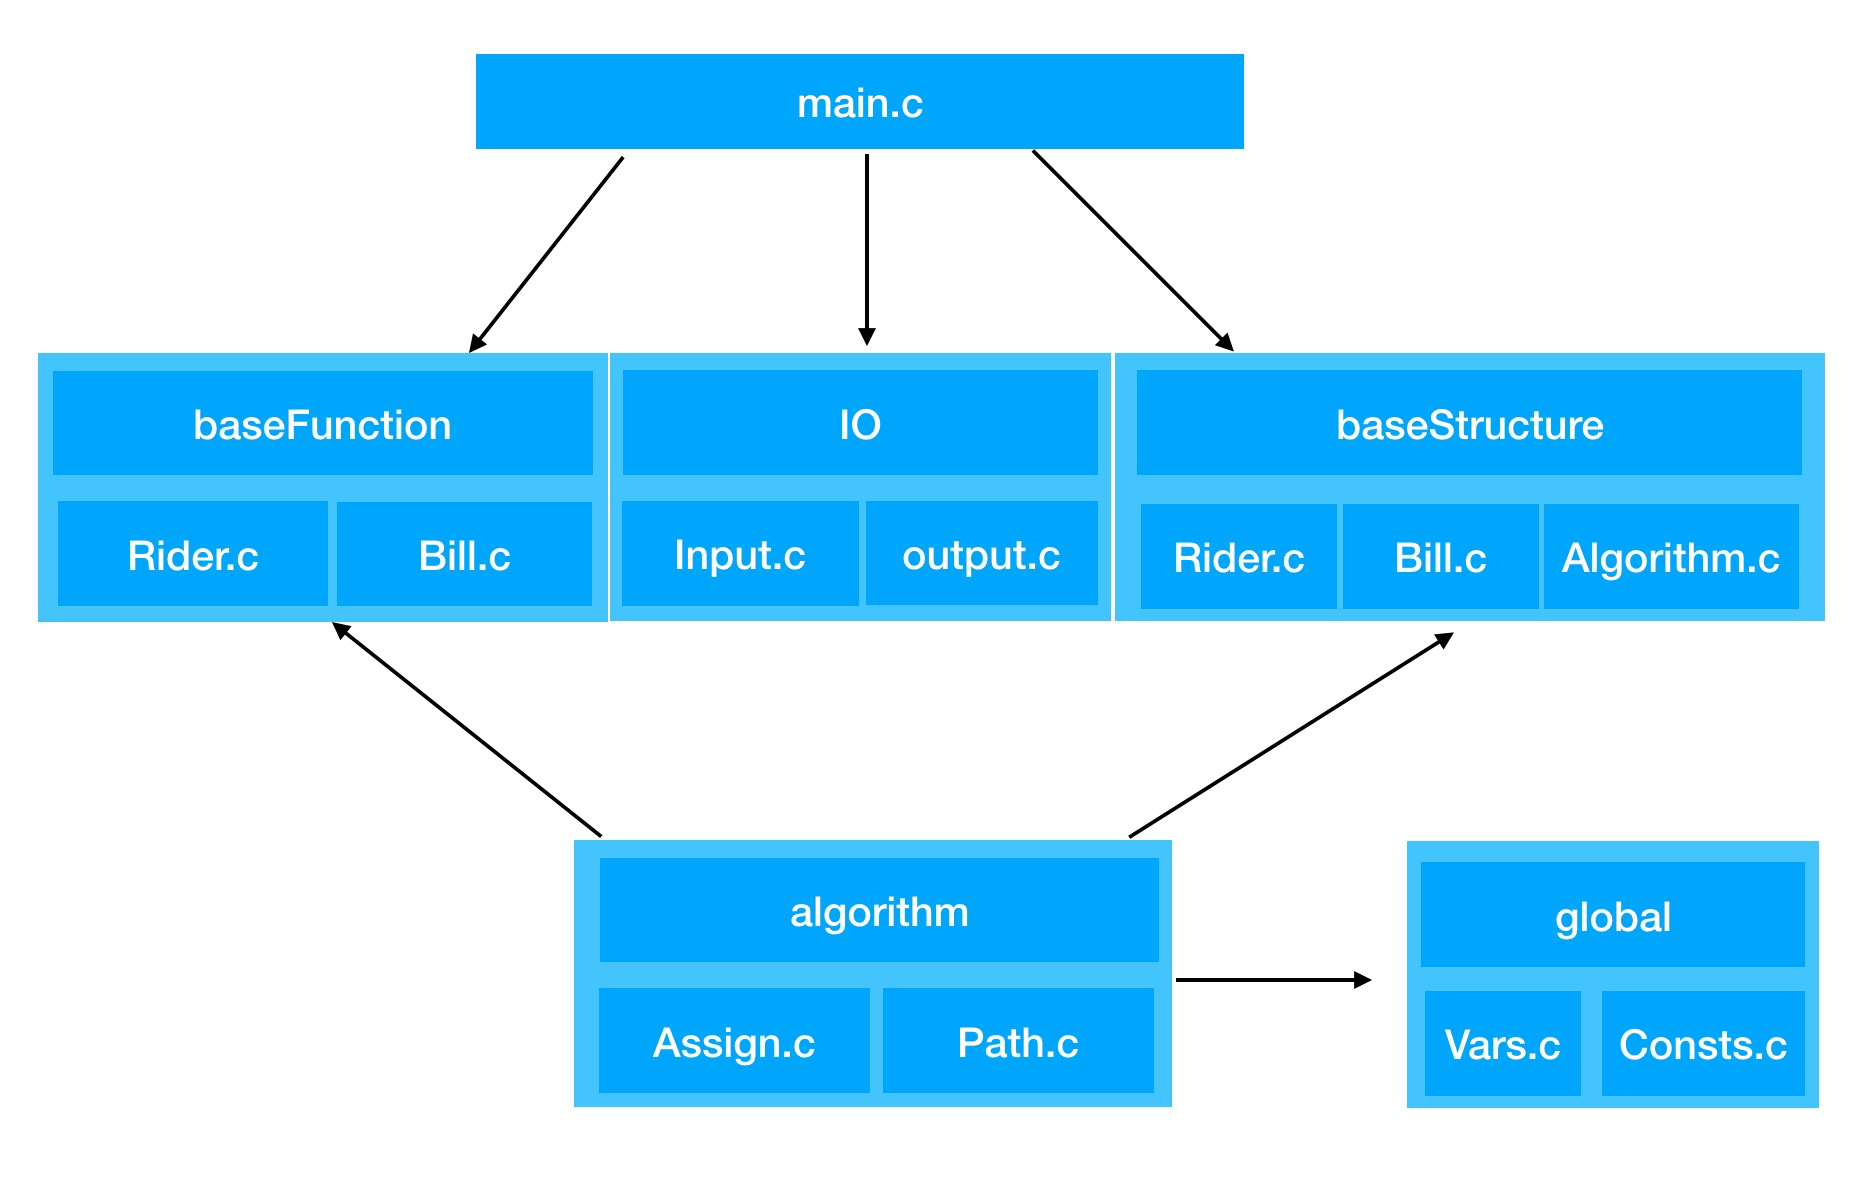 main.c
baseFunction
IO
baseStructure
Rider.c
Bill.c
Input.c
output.c
Rider.c
Bill.c
Algorithm.c
algorithm
global
Assign.c
Path.c
Vars.c
Consts.c